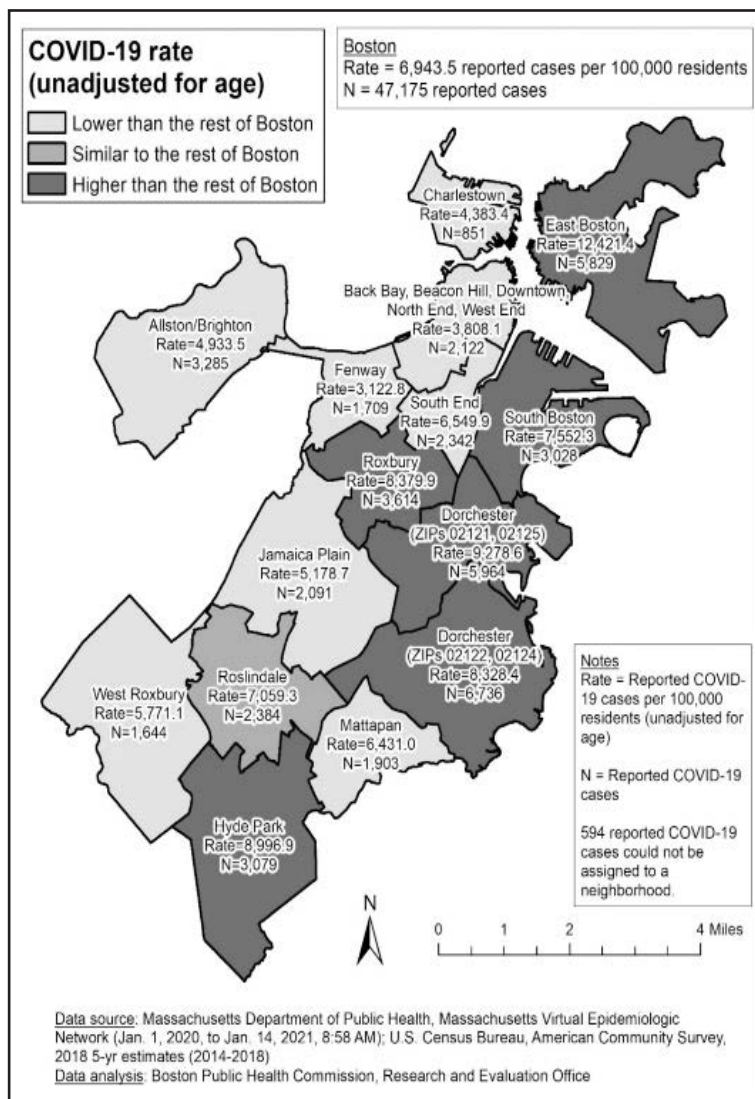 COVID-19 rate
(unadjusted for age)
Lower than the rest of Boston
Similar to the rest of Boston
Higher than the rest of Boston
Boston
Rate = 6,943.5 reported cases per 100,000 residents
N = 47,175 reported cases
Charlestown
Rate=4,383.4
N=851
East Boston
Rate=12,421.4
N=5,829
Back Bay, Beacon Hill, Downtown,
North End, West End
Rate=3,808.1
N=2,122
Allston/Brighton
Rate=4,933.5
N=3,285
Fenway
Rate=3,122.8
N=1,709
South End
Rate=6,549.9
N=2,342
South Boston
Rate=7,552.3
N=3,028
Roxbury
Rate=8,379.9
N=3,614
Dorchester
(ZIPs 02121, 02125)
Rate=9,278.6
N=5,964
Jamaica Plain
Rate=5,178.7
N=2,091
Dorchester
(ZIPs 02122, 02124)
Rate=8,328.4
N=6,736
Roslindale
Rate=7,059.3
N=2,384
West Roxbury
Rate=5,771.1
N=1,644
Mattapan
Rate=6,431.0
N=1,903
Hyde Park
Rate=8,996.9
N=3,079
Notes
Rate = Reported COVID-
19 cases per 100,000
residents (unadjusted for
age)
N = Reported COVID-19
cases
594 reported COVID-19
cases could not be
assigned to a
neighborhood.
N
0 1 2 4 Miles
Data source: Massachusetts Department of Public Health, Massachusetts Virtual Epidemiologic
Network (Jan. 1, 2020, to Jan. 14, 2021, 8:58 AM); U.S. Census Bureau, American Community Survey,
2018 5-yr estimates (2014-2018)
Data analysis: Boston Public Health Commission, Research and Evaluation Office